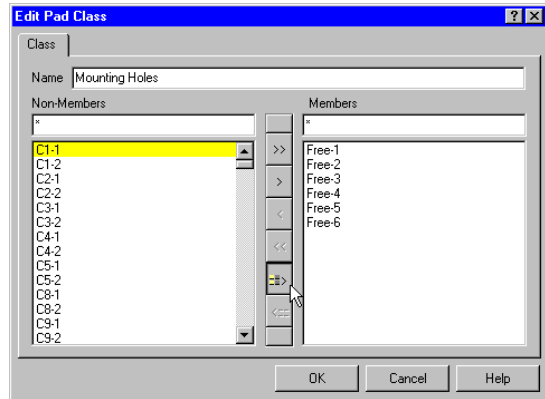 Edit Pad Class
Class
Name Mounting Holes
Non-Members
*
C1-1
C1-2
C2-1
C2-2
C3-1
C3-2
C4-1
C4-2
C5-1
C5-2
C8-1
C8-2
C9-1
C9-2
>>
>
<
<<
==>
<==
Members
*
Free-1
Free-2
Free-3
Free-4
Free-5
Free-6
OK Cancel Help